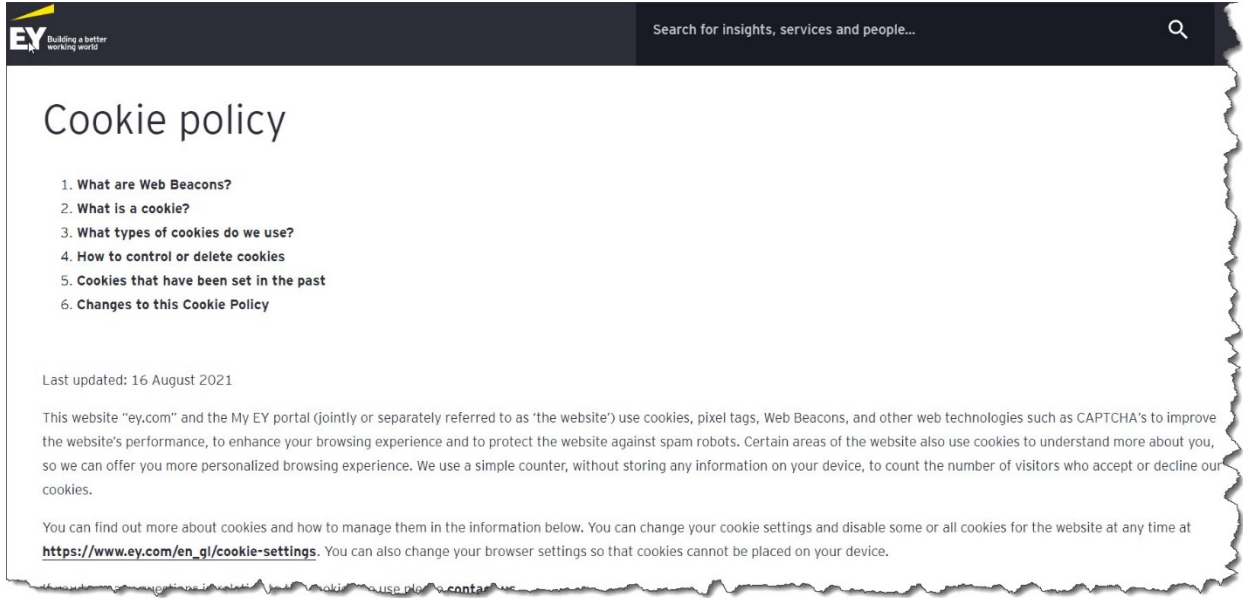 EY
Building a better
working world
Search for insights, services and people...
Cookie policy
1. What are Web Beacons?
2. What is a cookie?
3. What types of cookies do we use?
4. How to control or delete cookies
5. Cookies that have been set in the past
6. Changes to this Cookie Policy
Last updated: 16 August 2021
This website “ey.com” and the My EY portal (jointly or separately referred to as ‘the website’) use cookies, pixel tags, Web Beacons, and other web technologies such as CAPTCHA’s to improve
the website’s performance, to enhance your browsing experience and to protect the website against spam robots. Certain areas of the website also use cookies to understand more about you,
so we can offer you more personalized browsing experience. We use a simple counter, without storing any information on your device, to count the number of visitors who accept or decline our
cookies.
You can find out more about cookies and how to manage them in the information below. You can change your cookie settings and disable some or all cookies for the website at any time at
https://www.ey.com/en_gl/cookie-settings. You can also change your browser settings so that cookies cannot be placed on your device.
use